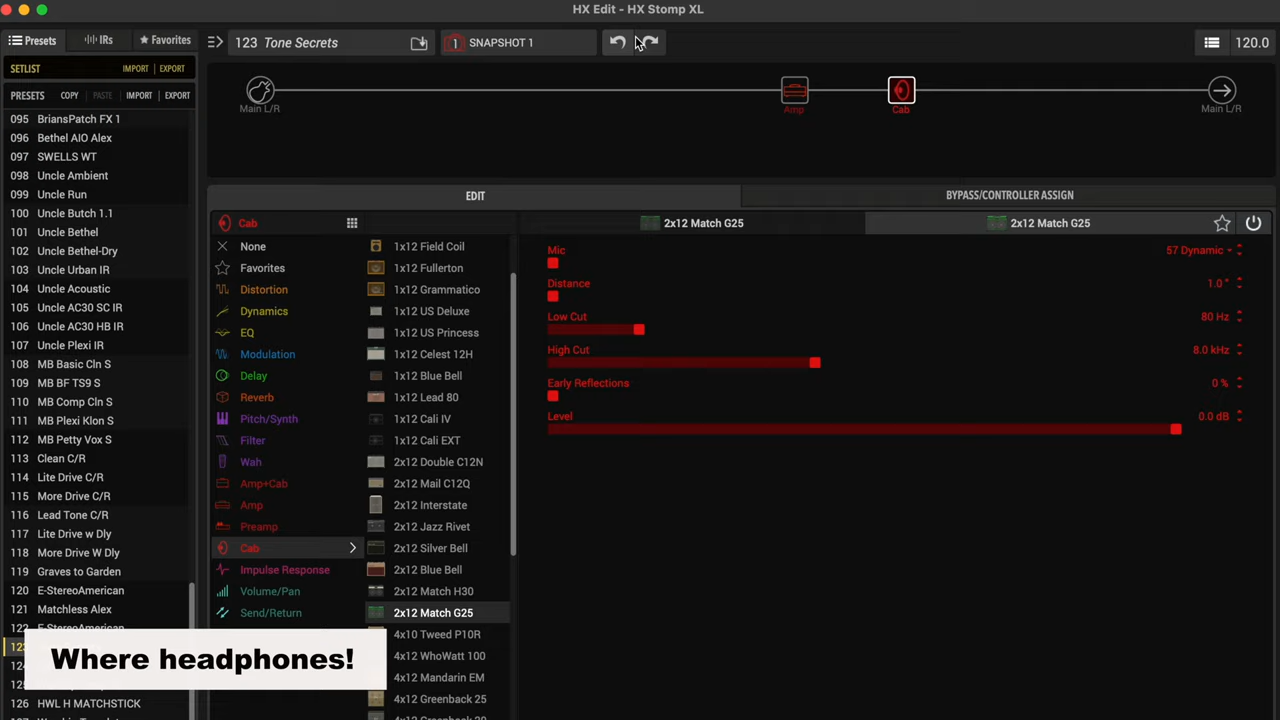 HX Edit - HX Stomp XL
Presets
IRs
Favorites
123 Tone Secrets
1 SNAPSHOT 1
120.0
SETLIST
IMPORT
EXPORT
PRESETS
COPY
PASTE
IMPORT
EXPORT
Main L/R
Amp
Cab
Main L/R
095 BriansPatch FX 1
096 Bethel AIO Alex
097 SWELLS WT
098 Uncle Ambient
099 Uncle Run
100 Uncle Butch 1.1
101 Uncle Bethel
102 Uncle Bethel-Dry
103 Uncle Urban IR
104 Uncle Acoustic
105 Uncle AC30 SC IR
106 Uncle AC30 HB IR
107 Uncle Plexi IR
108 MB Basic Cln S
109 MB BF TS9 S
110 MB Comp Cln S
111 MB Plexi Klon S
112 MB Petty Vox S
113 Clean C/R
114 Lite Drive C/R
115 More Drive C/R
116 Lead Tone C/R
117 Lite Drive w Dly
118 More Drive W Dly
119 Graves to Garden
120 E-StereoAmerican
121 Matchless Alex
122 E-StereoAmerican
126 HWL H MATCHSTICK
EDIT
BYPASS/CONTROLLER ASSIGN
Cab
None
Favorites
Distortion
Dynamics
EQ
Modulation
Delay
Reverb
Pitch/Synth
Filter
Wah
Amp+Cab
Amp
Preamp
Cab
Impulse Response
Volume/Pan
Send/Return
1x12 Field Coil
1x12 Fullerton
1x12 Grammatico
1x12 US Deluxe
1x12 US Princess
1x12 Celest 12H
1x12 Blue Bell
1x12 Lead 80
1x12 Cali IV
1x12 Cali EXT
2x12 Double C12N
2x12 Mail C12Q
2x12 Interstate
2x12 Jazz Rivet
2x12 Silver Bell
2x12 Blue Bell
2x12 Match H30
2x12 Match G25
4x10 Tweed P10R
4x12 WhoWatt 100
4x12 Mandarin EM
4x12 Greenback 25
2x12 Match G25
2x12 Match G25
Mic 57 Dynamic
Distance 1.0 "
Low Cut 80 Hz
High Cut 8.0 kHz
Early Reflections 0 %
Level 0.0 dB
Where headphones!